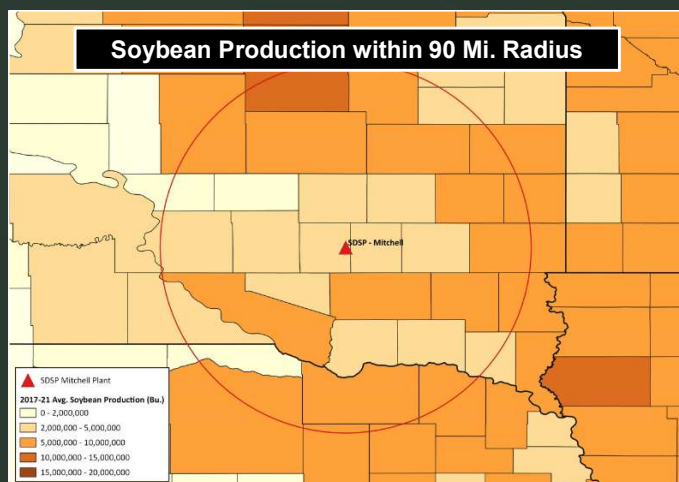 Soybean Production within 90 Mi. Radius
SDSP - Mitchell
SDSP Mitchell Plant
2017-21 Avg. Soybean Production (Bu.)
0 - 2,000,000
2,000,000 - 5,000,000
5,000,000 - 10,000,000
10,000,000 - 15,000,000
15,000,000 - 20,000,000